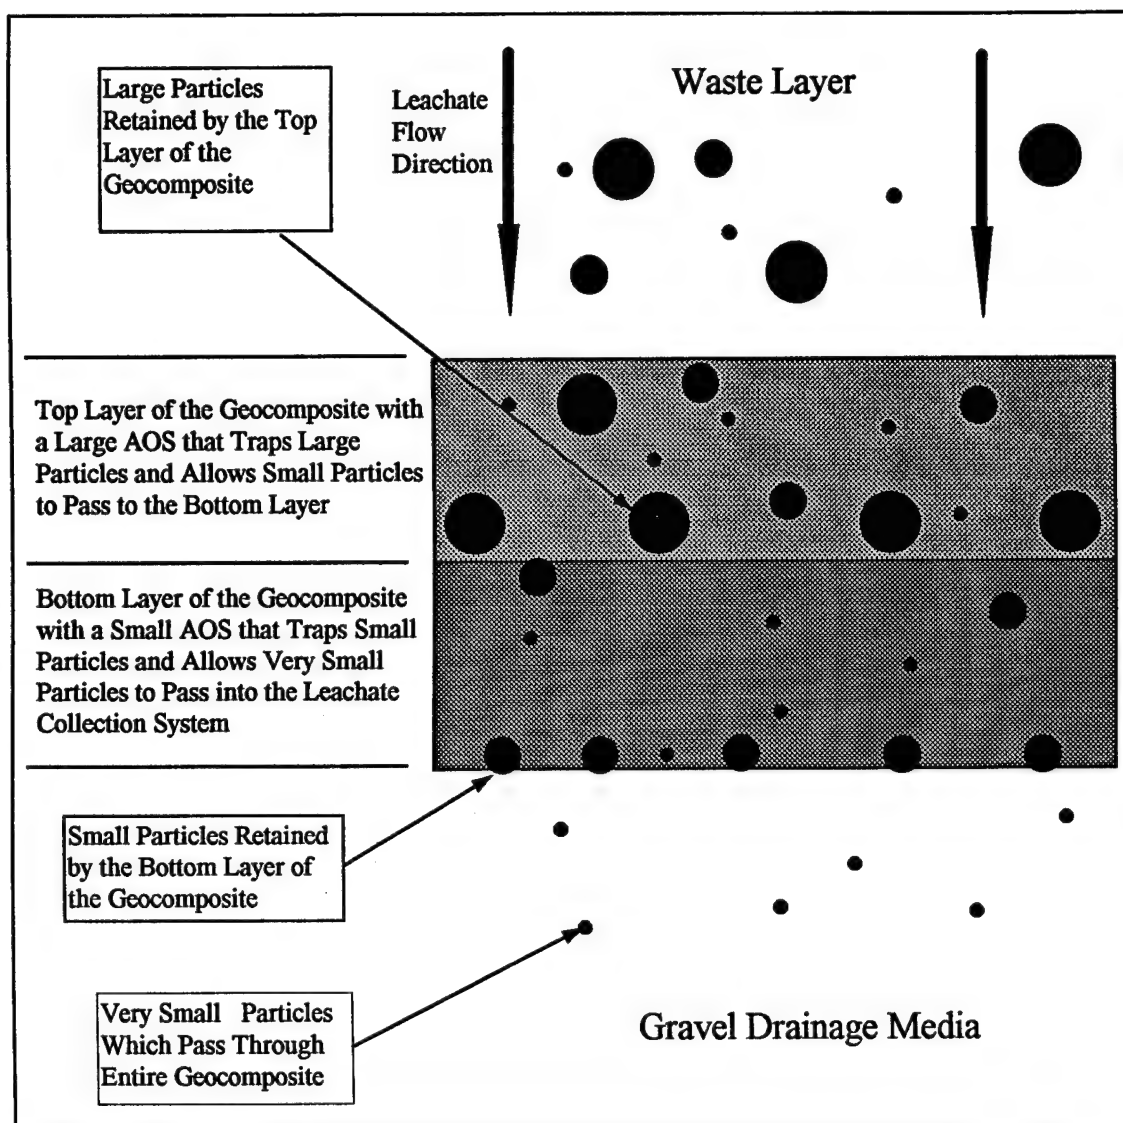 Large Particles
Retained by the Top
Layer of the
Geocomposite
Leachate
Flow
Direction
Waste Layer
Top Layer of the Geocomposite with
a Large AOS that Traps Large
Particles and Allows Small Particles
to Pass to the Bottom Layer
Bottom Layer of the Geocomposite
with a Small AOS that Traps Small
Particles and Allows Very Small
Particles to Pass into the Leachate
Collection System
Small Particles Retained
by the Bottom Layer of
the Geocomposite
Very Small Particles
Which Pass Through
Entire Geocomposite
Gravel Drainage Media